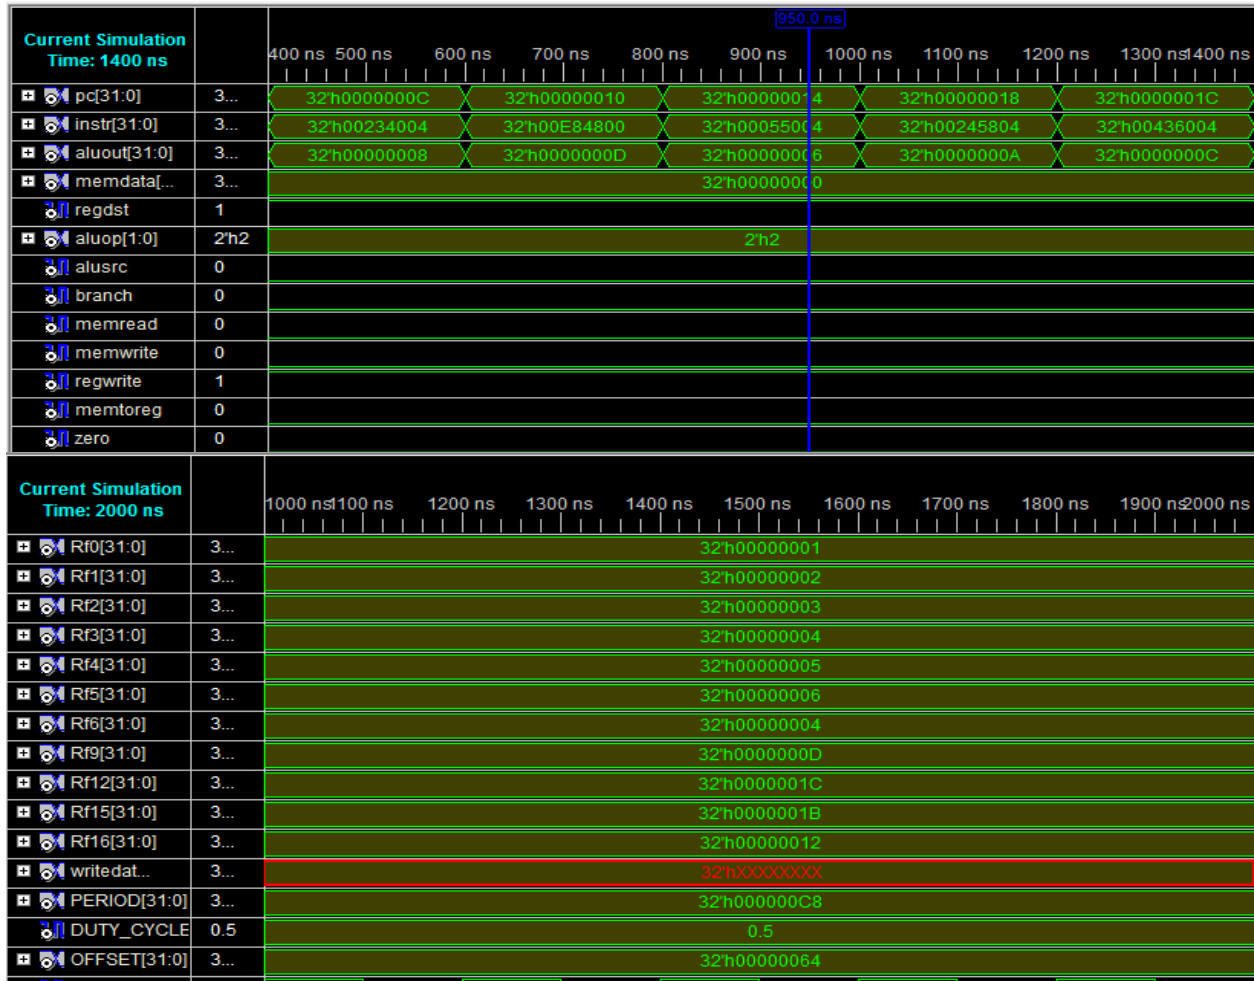 950.0 ns
Current Simulation
Time: 1400 ns
400 ns 500 ns 600 ns 700 ns 800 ns 900 ns 1000 ns 1100 ns 1200 ns 1300 ns 1400 ns
pc[31:0] 3... 32'h0000000C 32'h00000010 32'h00000014 32'h00000018 32'h0000001C
instr[31:0] 3... 32'h00234004 32'h00E84800 32'h00055004 32'h00245804 32'h00436004
aluout[31:0] 3... 32'h00000008 32'h0000000D 32'h00000006 32'h0000000A 32'h0000000C
memdata[... 3... 32'h00000000
regdst 1
aluop[1:0] 2'h2 2'h2
alusrc 0
branch 0
memread 0
memwrite 0
regwrite 1
memtoreg 0
zero 0
Current Simulation
Time: 2000 ns
1000 ns 1100 ns 1200 ns 1300 ns 1400 ns 1500 ns 1600 ns 1700 ns 1800 ns 1900 ns 2000 ns
Rf0[31:0] 3... 32'h00000001
Rf1[31:0] 3... 32'h00000002
Rf2[31:0] 3... 32'h00000003
Rf3[31:0] 3... 32'h00000004
Rf4[31:0] 3... 32'h00000005
Rf5[31:0] 3... 32'h00000006
Rf6[31:0] 3... 32'h00000004
Rf9[31:0] 3... 32'h0000000D
Rf12[31:0] 3... 32'h0000001C
Rf15[31:0] 3... 32'h0000001B
Rf16[31:0] 3... 32'h00000012
writedat... 3... 32'hXXXXXXXX
PERIOD[31:0] 3... 32'h000000C8
DUTY_CYCLE 0.5 0.5
OFFSET[31:0] 3... 32'h00000064